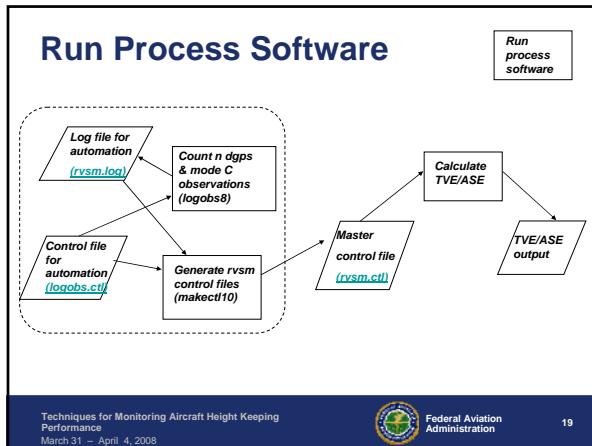 Run Process Software
Run
process
software
Log file for
automation
(rvsm.log)
Count n dgps
& mode C
observations
(logobs8)
Control file
for
automation
(logobs.ctl)
Generate rvsm
control files
(makectl10)
Master
control file
(rvsm.ctl)
Calculate
TVE/ASE
TVE/ASE
output
Techniques for Monitoring Aircraft Height Keeping
Performance
March 31 – April 4, 2008
Federal Aviation
Administration
19